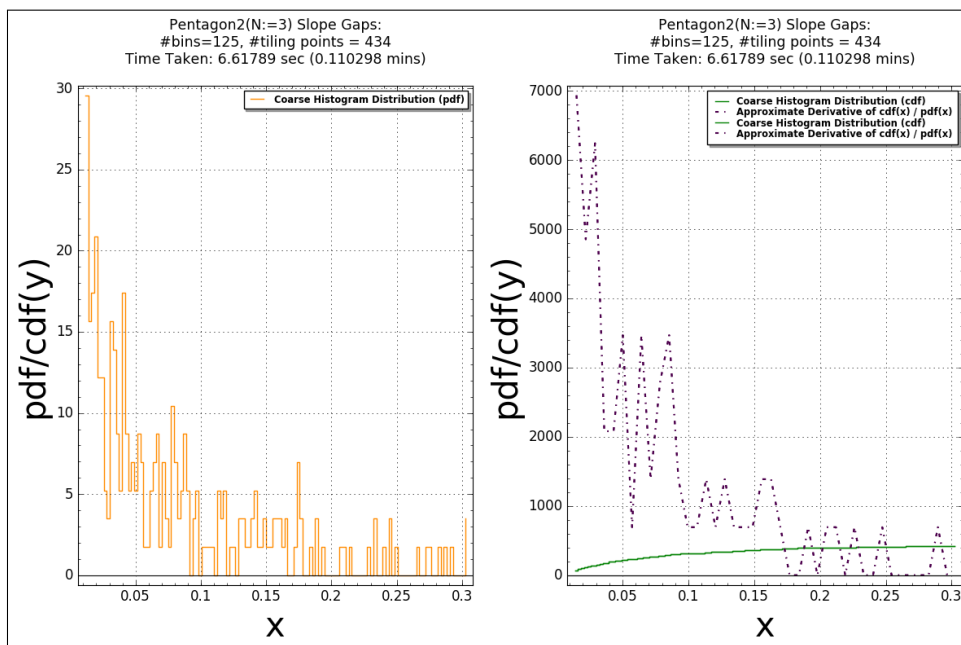 Pentagon2(N:=3) Slope Gaps:
#bins=125, #tiling points = 434
Time Taken: 6.61789 sec (0.110298 mins)
30
25
20
15
10
5
0
0.05
0.1
0.15
0.2
0.25
0.3
pdf/cdf(y)
x
Coarse Histogram Distribution (pdf)
Pentagon2(N:=3) Slope Gaps:
#bins=125, #tiling points = 434
Time Taken: 6.61789 sec (0.110298 mins)
7000
6000
5000
4000
3000
2000
1000
0
0.05
0.1
0.15
0.2
0.25
0.3
pdf/cdf(y)
x
Coarse Histogram Distribution (cdf)
Approximate Derivative of cdf(x) / pdf(x)
Coarse Histogram Distribution (cdf)
Approximate Derivative of cdf(x) / pdf(x)